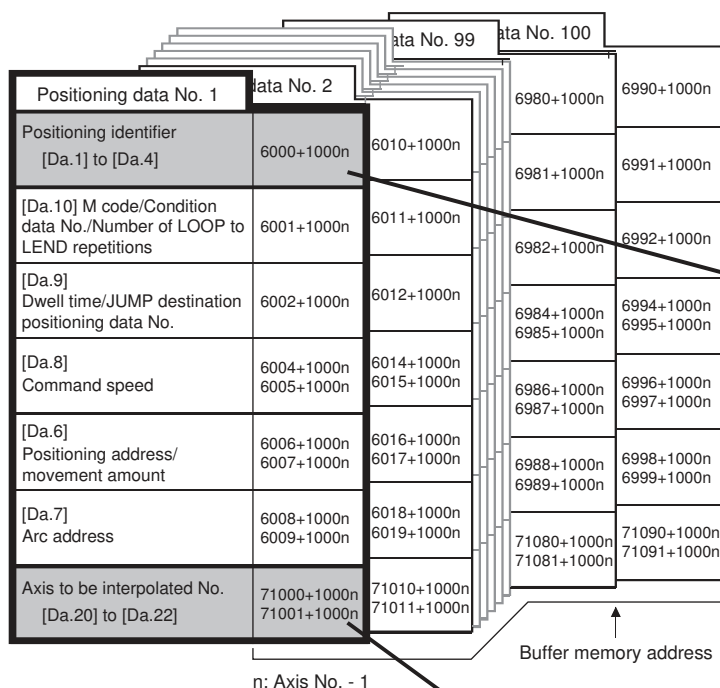 Positioning data No. 1
data No. 2
ata No. 99
ata No. 100
Positioning identifier
[Da.1] to [Da.4]
6000+1000n
6010+1000n
6980+1000n
6990+1000n
[Da.10] M code/Condition
data No./Number of LOOP to
LEND repetitions
6001+1000n
6011+1000n
6981+1000n
6991+1000n
[Da.9]
Dwell time/JUMP destination
positioning data No.
6002+1000n
6012+1000n
6982+1000n
6992+1000n
[Da.8]
Command speed
6004+1000n
6005+1000n
6014+1000n
6015+1000n
6984+1000n
6985+1000n
6994+1000n
6995+1000n
[Da.6]
Positioning address/
movement amount
6006+1000n
6007+1000n
6016+1000n
6017+1000n
6986+1000n
6987+1000n
6996+1000n
6997+1000n
[Da.7]
Arc address
6008+1000n
6009+1000n
6018+1000n
6019+1000n
6988+1000n
6989+1000n
6998+1000n
6999+1000n
Axis to be interpolated No.
[Da.20] to [Da.22]
71000+1000n
71001+1000n
71010+1000n
71011+1000n
71080+1000n
71081+1000n
71090+1000n
71091+1000n
Buffer memory address
n: Axis No. - 1